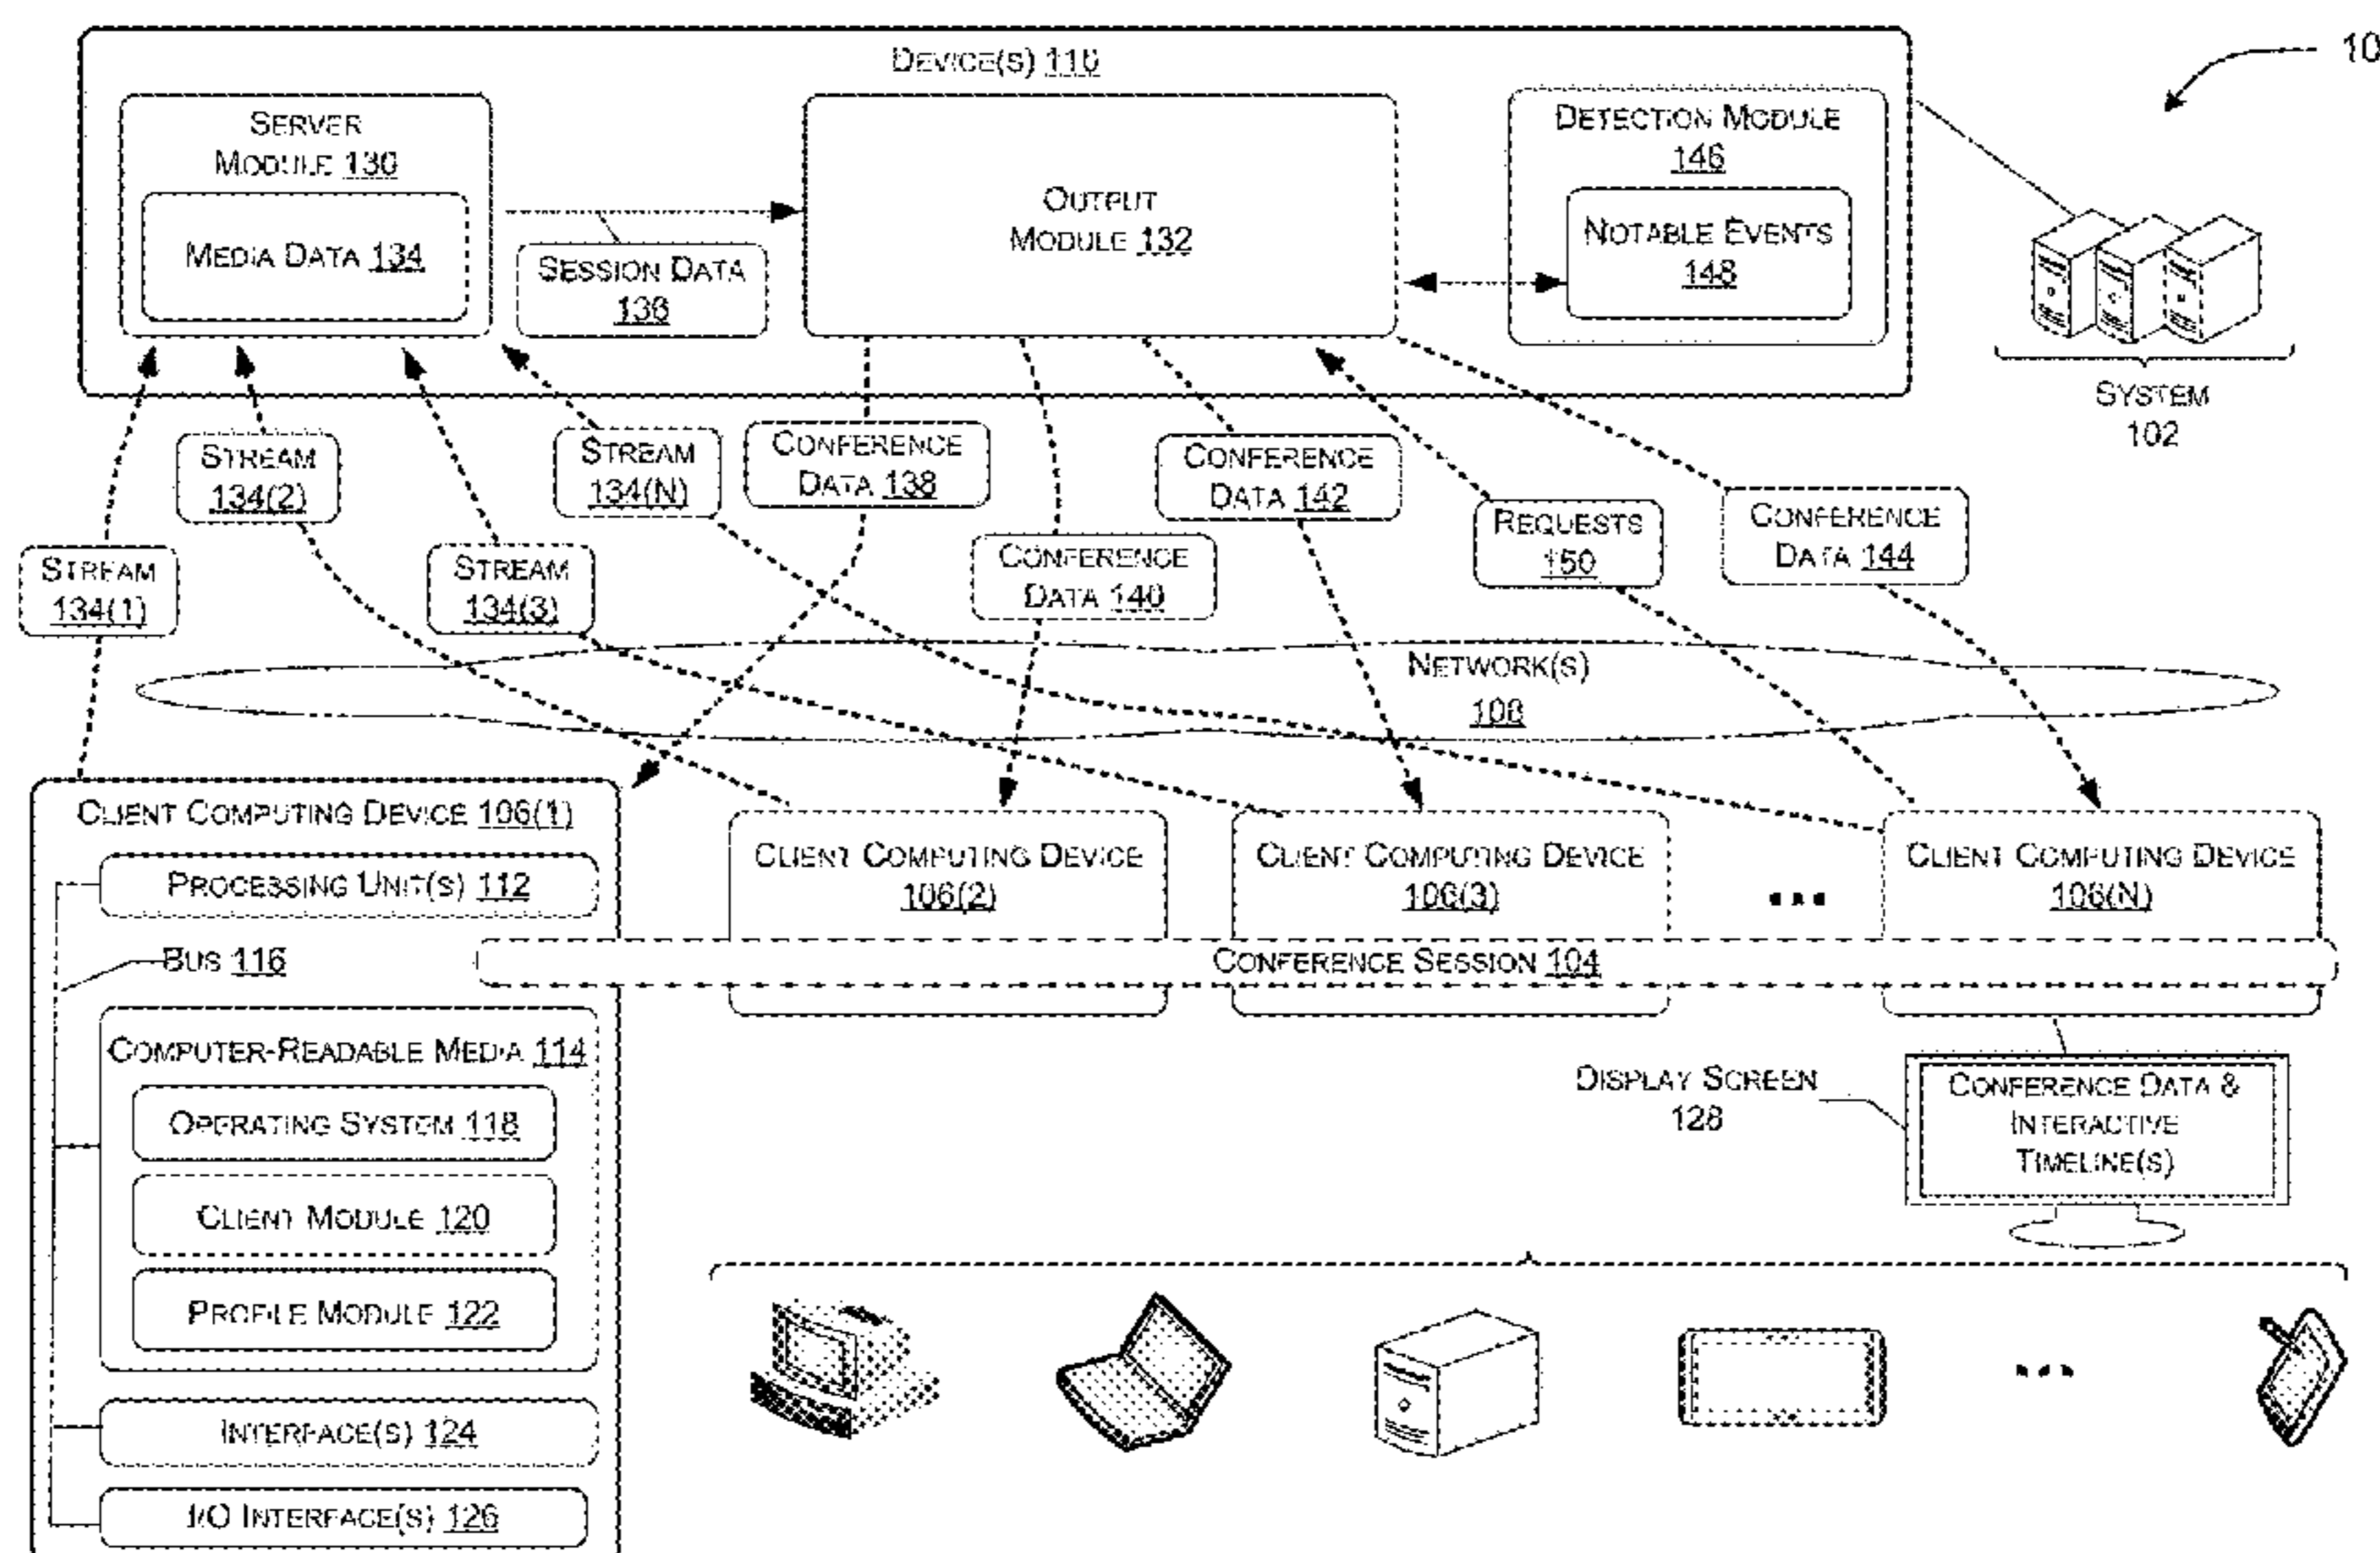 10
DEVICE(S) 110
SERVER
MODULE 130
MEDIA DATA 134
SESSION DATA
136
OUTPUT
MODULE 132
DETECTION MODULE
146
NOTABLE EVENTS
148
SYSTEM
102
STREAM
134(1)
STREAM
134(2)
STREAM
134(3)
STREAM
134(N)
CONFERENCE
DATA 138
CONFERENCE
DATA 140
CONFERENCE
DATA 142
REQUESTS
150
CONFERENCE
DATA 144
NETWORK(S)
108
CLIENT COMPUTING DEVICE 106(1)
PROCESSING UNIT(S) 112
BUS 116
COMPUTER-READABLE MEDIA 114
OPERATING SYSTEM 118
CLIENT MODULE 120
PROFILE MODULE 122
INTERFACE(S) 124
I/O INTERFACE(S) 126
CLIENT COMPUTING DEVICE
106(2)
CLIENT COMPUTING DEVICE
106(3)
CLIENT COMPUTING DEVICE
106(N)
CONFERENCE SESSION 104
DISPLAY SCREEN
128
CONFERENCE DATA &
INTERACTIVE
TIMELINE(S)